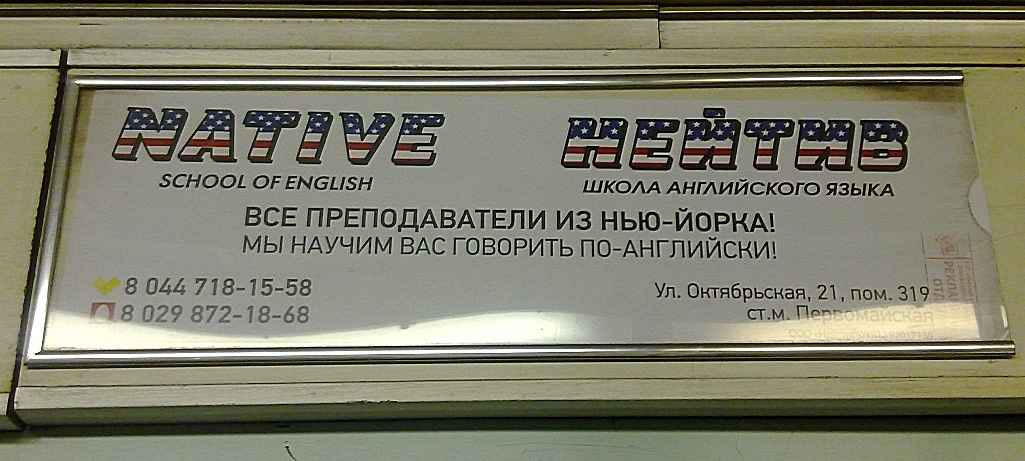 NATIVE
SCHOOL OF ENGLISH
НЕЙТИВ
ШКОЛА АНГЛИЙСКОГО ЯЗЫКА
ВСЕ ПРЕПОДАВАТЕЛИ ИЗ НЬЮ-ЙОРКА!
МЫ НАУЧИМ ВАС ГОВОРИТЬ ПО-АНГЛИЙСКИ!
8 044 718-15-58
8 029 872-18-68
Ул. Октябрьская, 21, пом. 319
ст.м. Первомайская